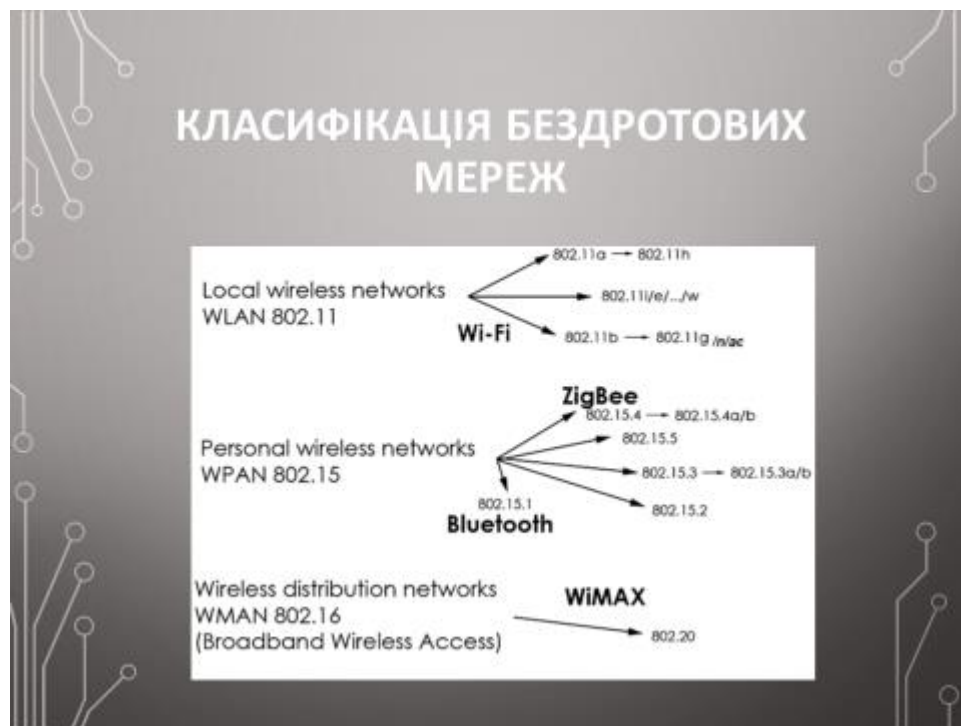 КЛАСИФІКАЦІЯ БЕЗДРОТОВИХ
МЕРЕЖ
802.11a → 802.11h
Local wireless networks
WLAN 802.11
802.11i/e/.../w
Wi-Fi
802.11b → 802.11g /n/ac
ZigBee
802.15.4 → 802.15.4a/b
802.15.5
Personal wireless networks
WPAN 802.15
802.15.3 → 802.15.3a/b
802.15.1
802.15.2
Bluetooth
Wireless distribution networks
WMAN 802.16
(Broadband Wireless Access)
WiMAX
802.20